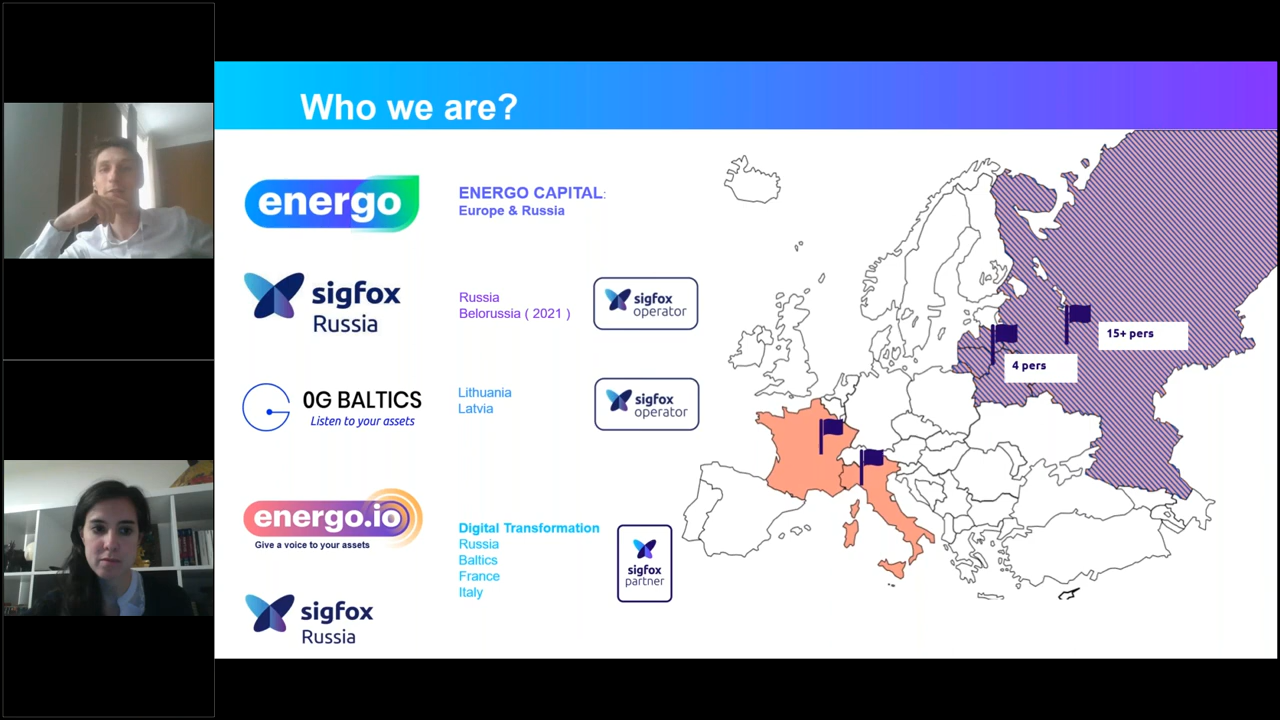 Who we are?
energo
ENERGO CAPITAL:
Europe & Russia
sigfox
Russia
Russia
Belorussia ( 2021 )
sigfox
operator
15+ pers
4 pers
0G BALTICS
Listen to your assets
Lithuania
Latvia
sigfox
operator
energo.io
Give a voice to your assets
Digital Transformation
Russia
Baltics
France
Italy
sigfox
partner
sigfox
Russia